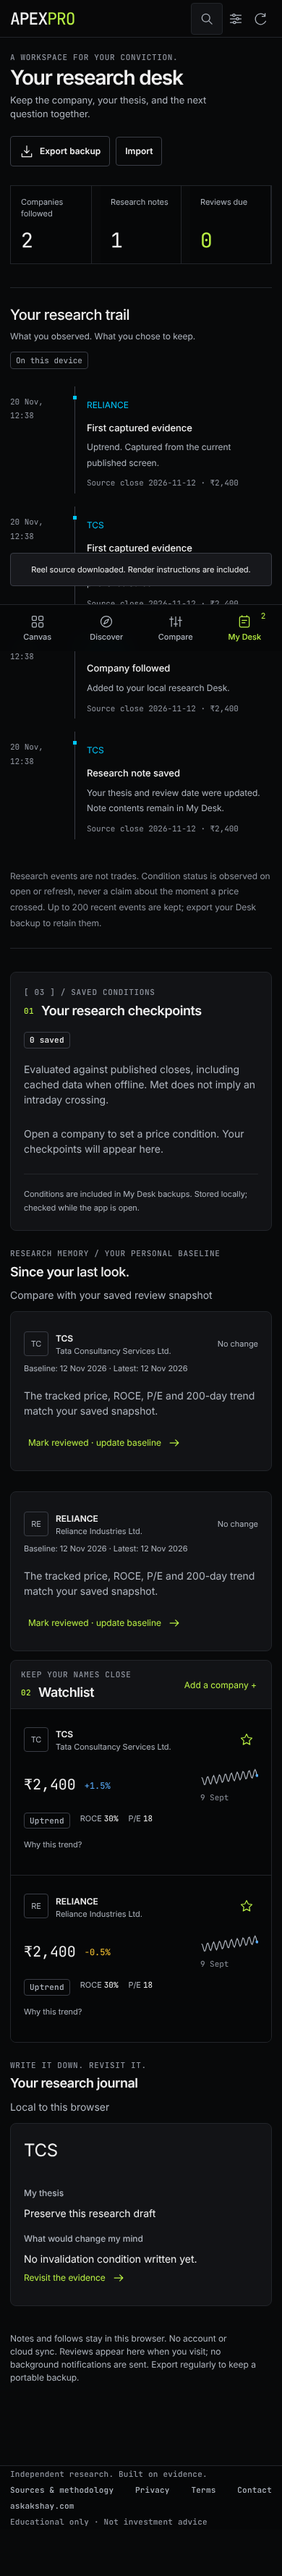 APEXPRO
A WORKSPACE FOR YOUR CONVICTION.
Your research desk
Keep the company, your thesis, and the next
question together.
Export backup
Import
Companies
followed
2
Research notes
1
Reviews due
0
Your research trail
What you observed. What you chose to keep.
On this device
20 Nov,
12:38
RELIANCE
First captured evidence
Uptrend. Captured from the current
published screen.
Source close 2026-11-12 · ₹2,400
20 Nov,
12:38
TCS
First captured evidence
Reel source downloaded. Render instructions are included.
Source close 2026-11-12 · ₹2,400
Canvas
Discover
Compare
My Desk
2
12:38
Company followed
Added to your local research Desk.
Source close 2026-11-12 · ₹2,400
20 Nov,
12:38
TCS
Research note saved
Your thesis and review date were updated.
Note contents remain in My Desk.
Source close 2026-11-12 · ₹2,400
Research events are not trades. Condition status is observed on
open or refresh, never a claim about the moment a price
crossed. Up to 200 recent events are kept; export your Desk
backup to retain them.
[ 03 ] / SAVED CONDITIONS
01 Your research checkpoints
0 saved
Evaluated against published closes, including
cached data when offline. Met does not imply an
intraday crossing.
Open a company to set a price condition. Your
checkpoints will appear here.
Conditions are included in My Desk backups. Stored locally;
checked while the app is open.
RESEARCH MEMORY / YOUR PERSONAL BASELINE
Since your last look.
Compare with your saved review snapshot
TC
TCS
Tata Consultancy Services Ltd.
No change
Baseline: 12 Nov 2026 · Latest: 12 Nov 2026
The tracked price, ROCE, P/E and 200-day trend
match your saved snapshot.
Mark reviewed · update baseline →
RE
RELIANCE
Reliance Industries Ltd.
No change
Baseline: 12 Nov 2026 · Latest: 12 Nov 2026
The tracked price, ROCE, P/E and 200-day trend
match your saved snapshot.
Mark reviewed · update baseline →
KEEP YOUR NAMES CLOSE
02 Watchlist
Add a company +
TC
TCS
Tata Consultancy Services Ltd.
₹2,400 +1.5%
9 Sept
Uptrend ROCE 30% P/E 18
Why this trend?
RE
RELIANCE
Reliance Industries Ltd.
₹2,400 -0.5%
9 Sept
Uptrend ROCE 30% P/E 18
Why this trend?
WRITE IT DOWN. REVISIT IT.
Your research journal
Local to this browser
TCS
My thesis
Preserve this research draft
What would change my mind
No invalidation condition written yet.
Revisit the evidence →
Notes and follows stay in this browser. No account or
cloud sync. Reviews appear here when you visit; no
background notifications are sent. Export regularly to keep a
portable backup.
Independent research. Built on evidence.
Sources & methodology Privacy Terms Contact
askakshay.com
Educational only · Not investment advice